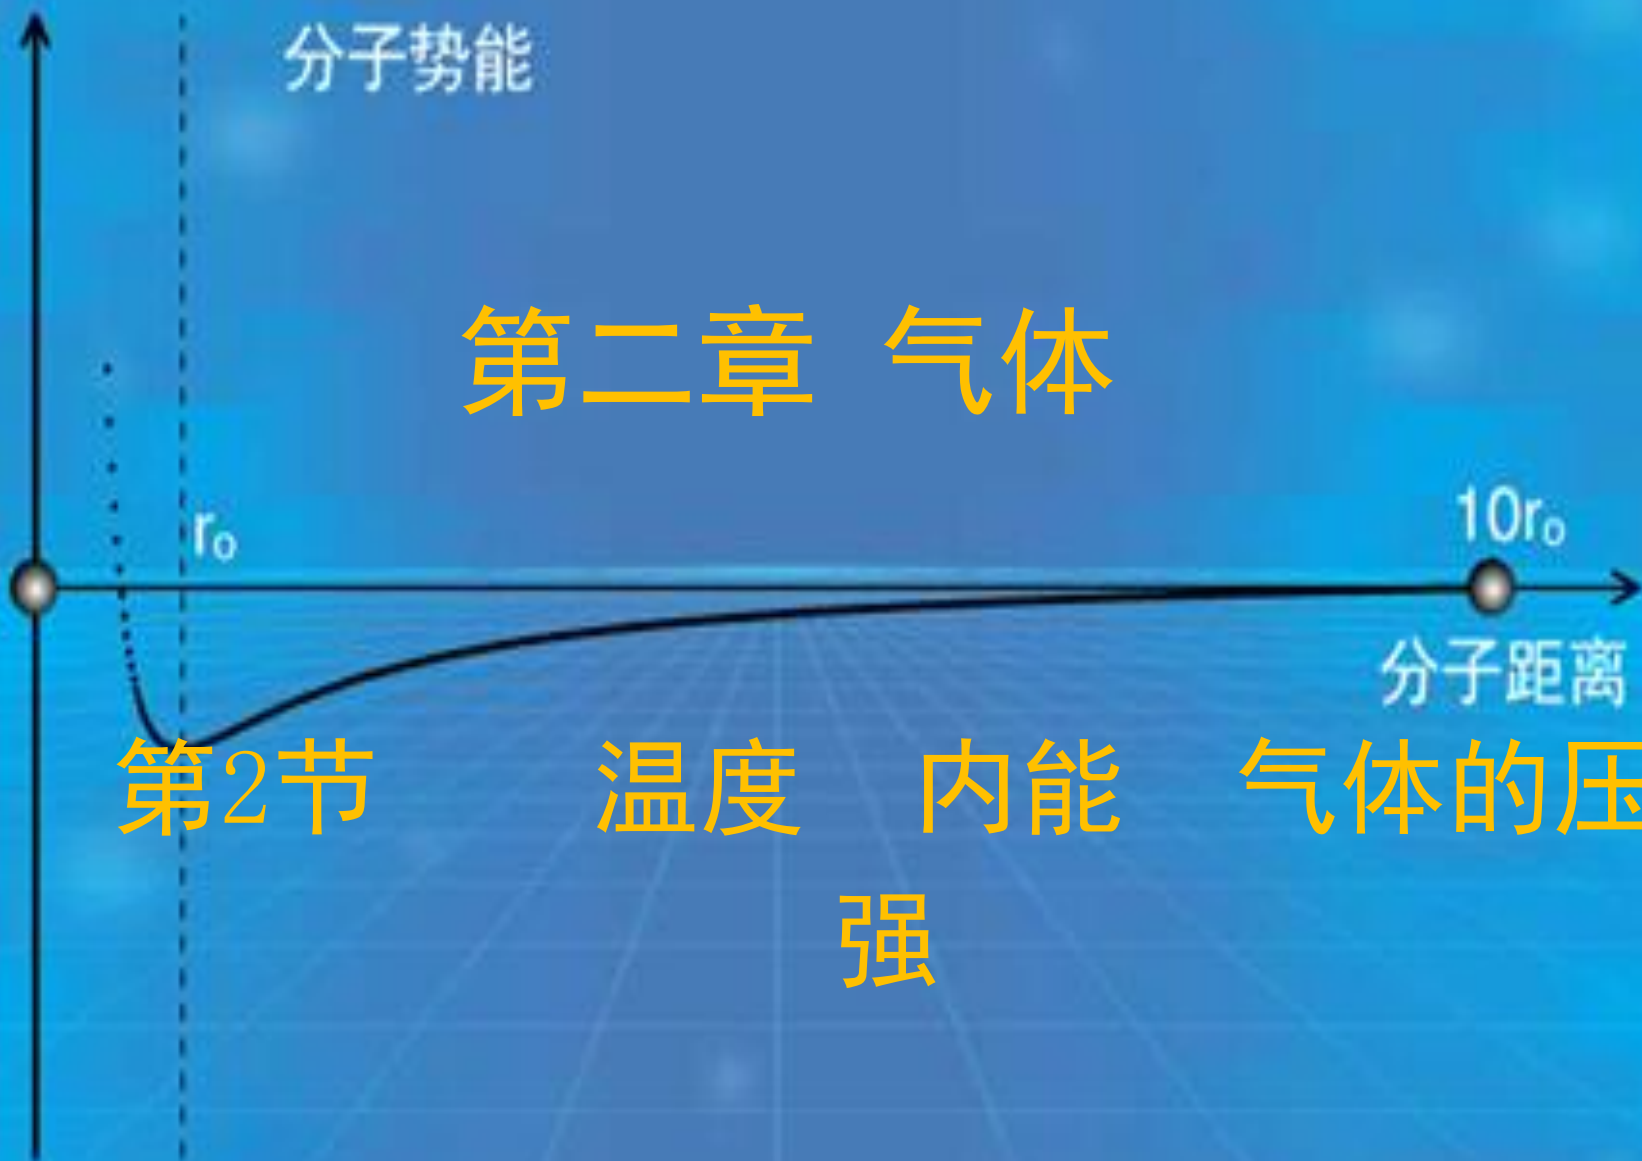 分子势能
第二章 气体
r₀
10r₀
分子距离
第2节 温度 内能 气体的压
强